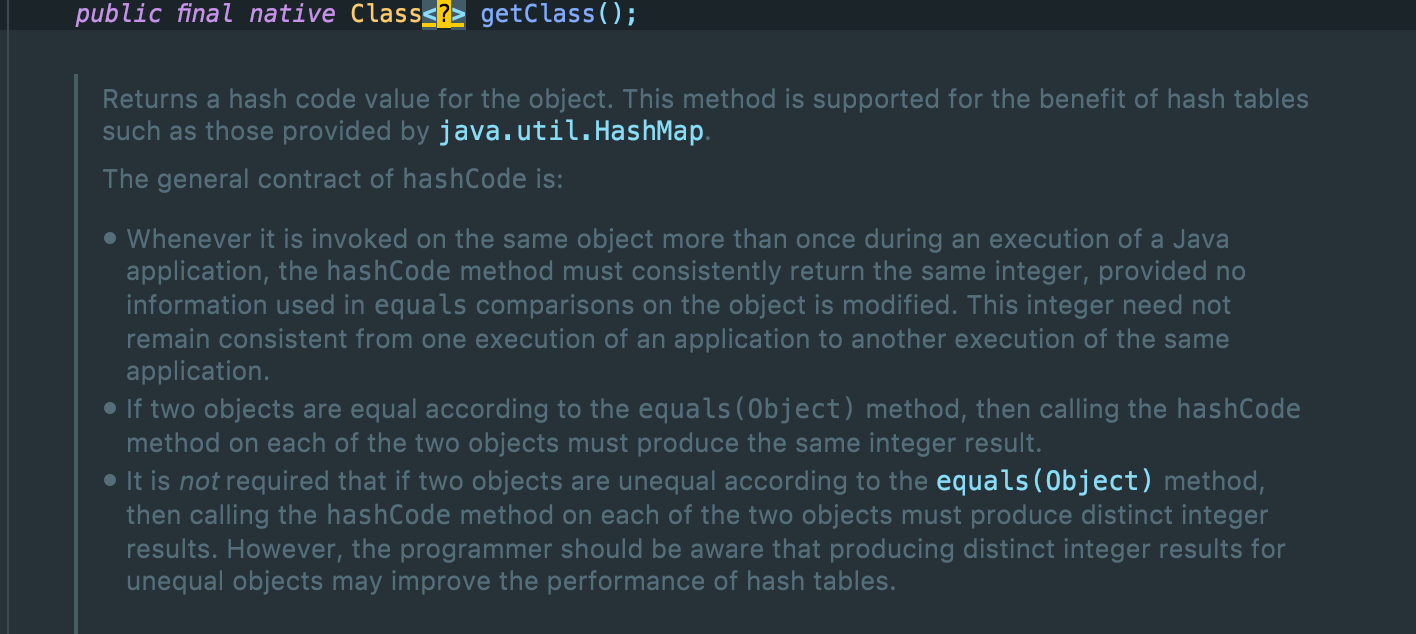 public final native Class<?> getClass();
Returns a hash code value for the object. This method is supported for the benefit of hash tables
such as those provided by java.util.HashMap.
The general contract of hashCode is:
• Whenever it is invoked on the same object more than once during an execution of a Java
application, the hashCode method must consistently return the same integer, provided no
information used in equals comparisons on the object is modified. This integer need not
remain consistent from one execution of an application to another execution of the same
application.
• If two objects are equal according to the equals(Object) method, then calling the hashCode
method on each of the two objects must produce the same integer result.
• It is not required that if two objects are unequal according to the equals(Object) method,
then calling the hashCode method on each of the two objects must produce distinct integer
results. However, the programmer should be aware that producing distinct integer results for
unequal objects may improve the performance of hash tables.